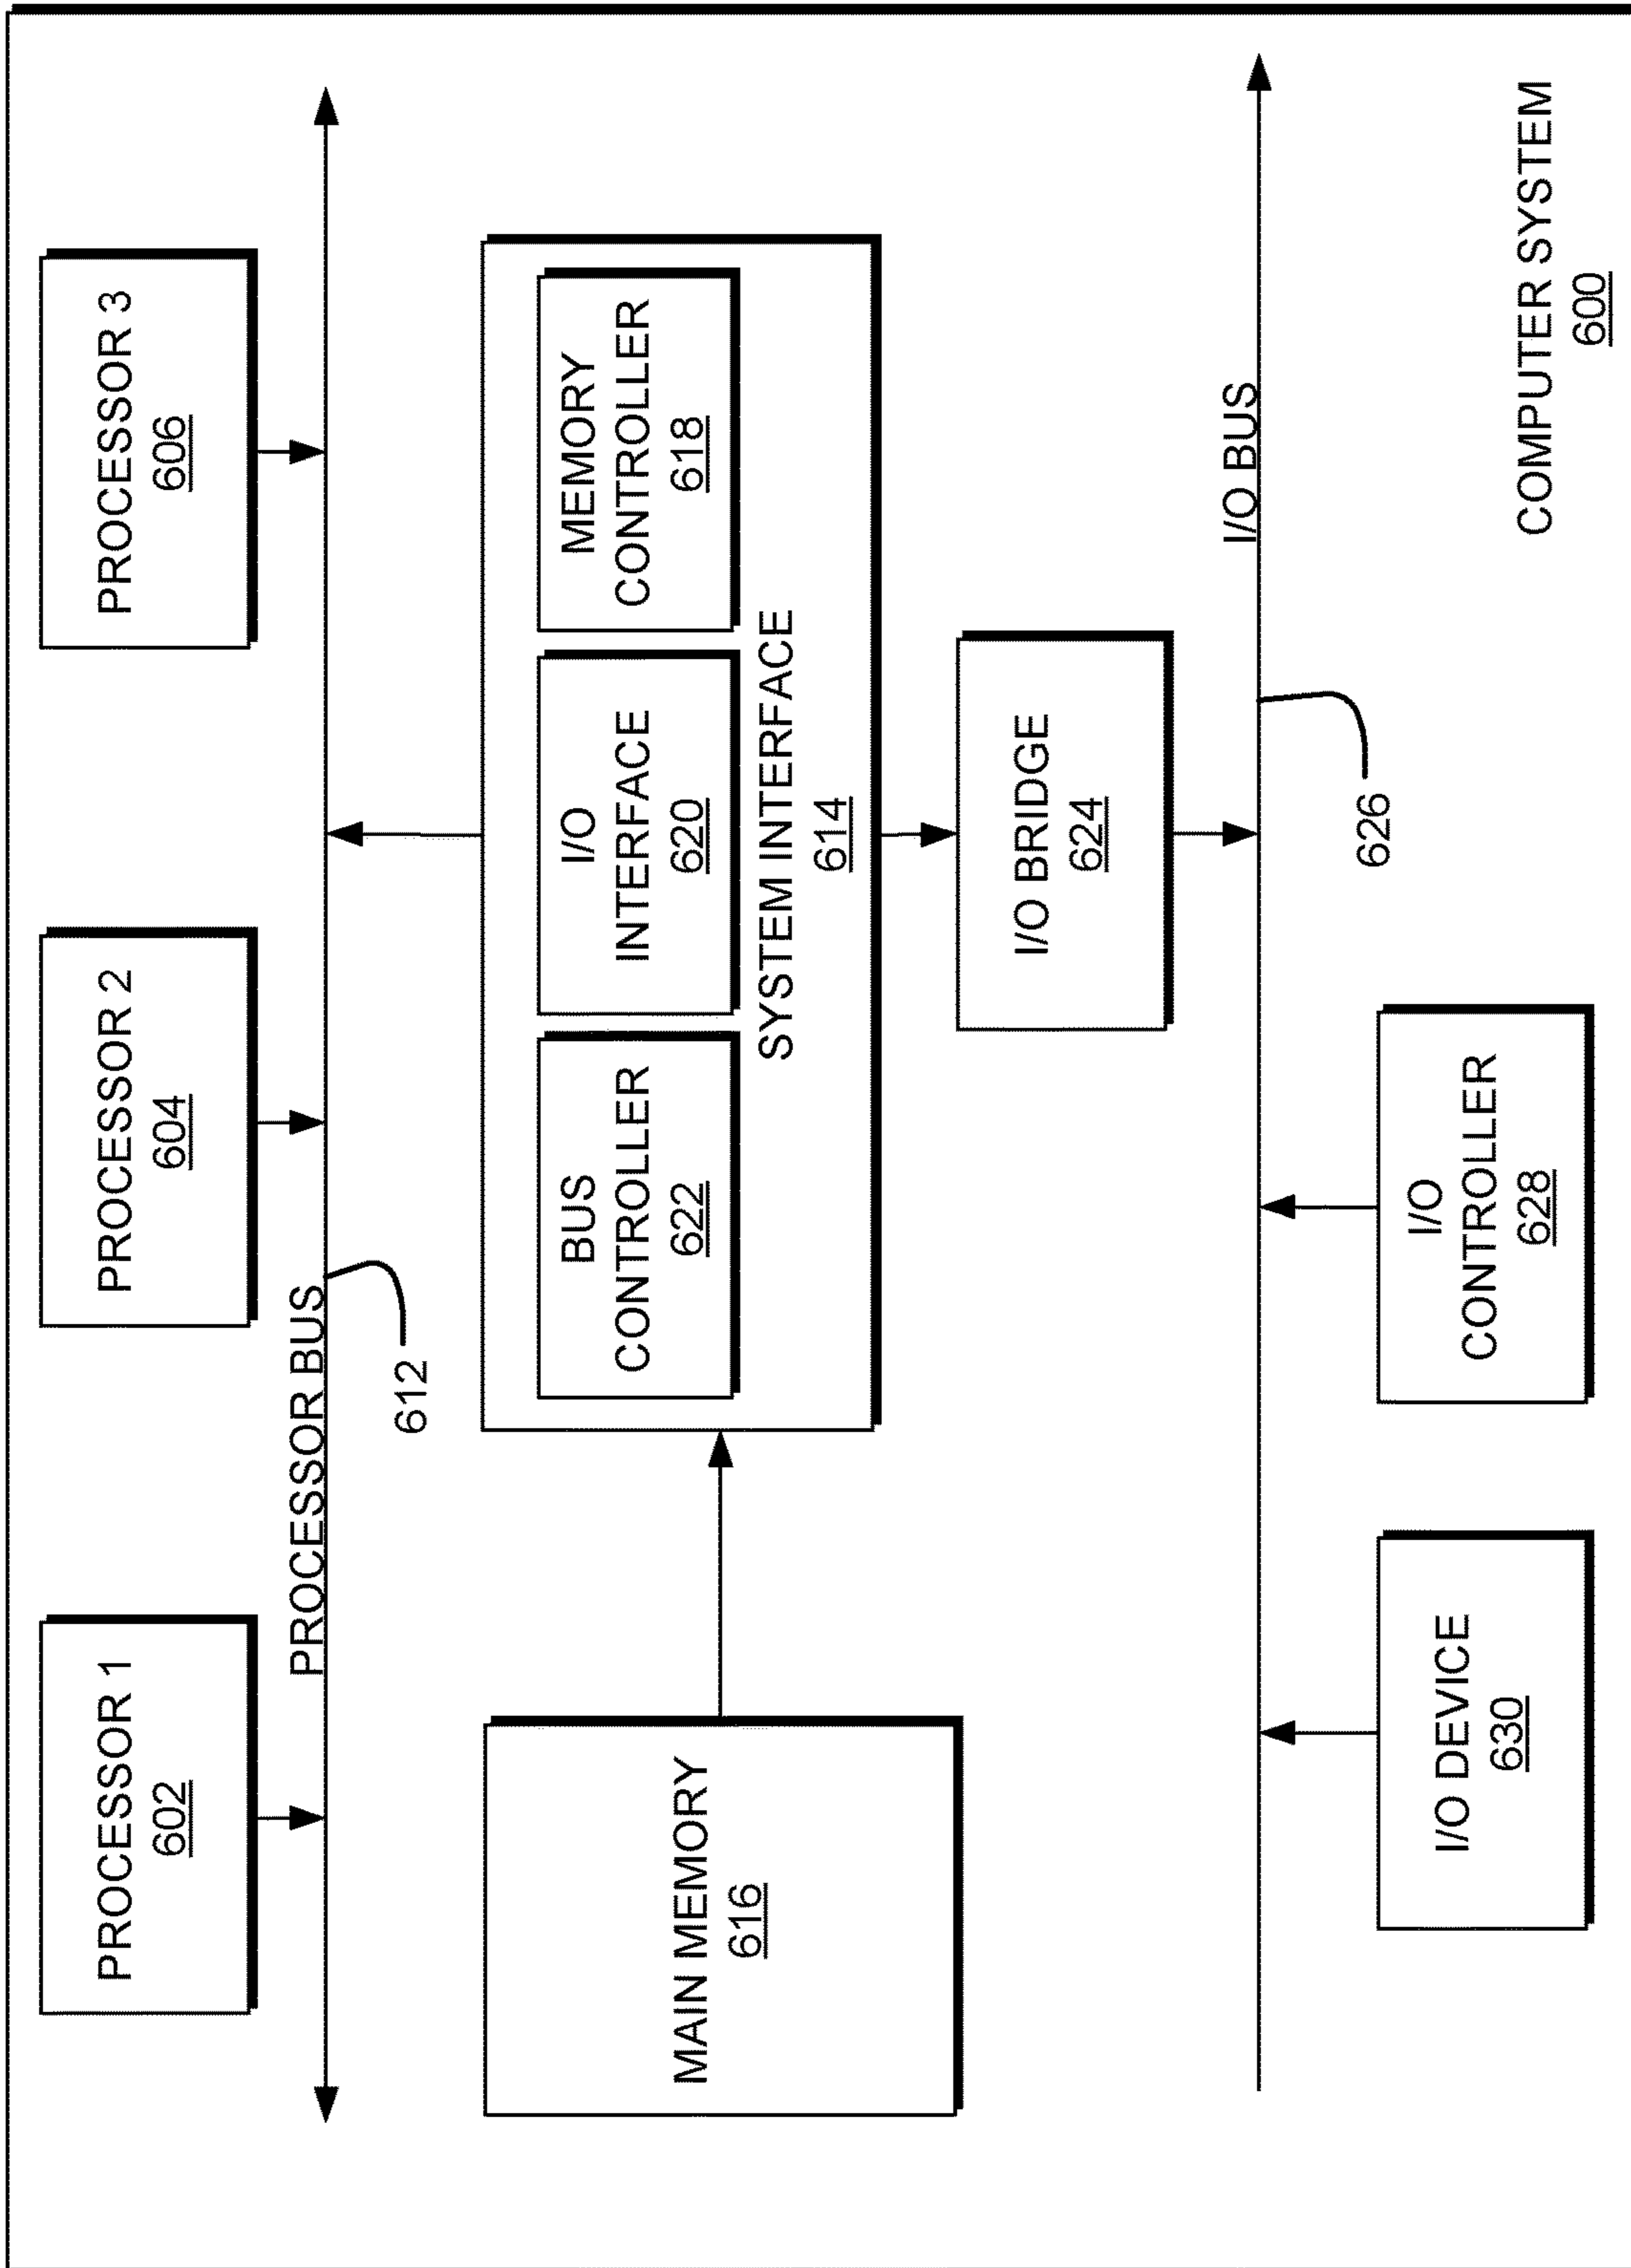 PROCESSOR 1
602
PROCESSOR 2
604
PROCESSOR 3
606
PROCESSOR BUS
612
MAIN MEMORY
616
BUS
CONTROLLER
622
I/O
INTERFACE
620
MEMORY
CONTROLLER
618
SYSTEM INTERFACE
614
I/O BRIDGE
624
I/O BUS
626
I/O DEVICE
630
I/O
CONTROLLER
628
COMPUTER SYSTEM
600